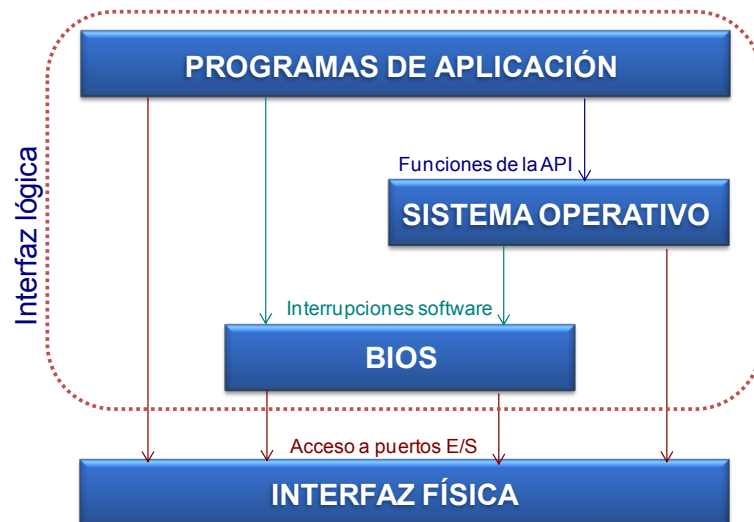 PROGRAMAS DE APLICACIÓN
Funciones de la API
SISTEMA OPERATIVO
Interfaz lógica
Interrupciones software
BIOS
Acceso a puertos E/S
INTERFAZ FÍSICA